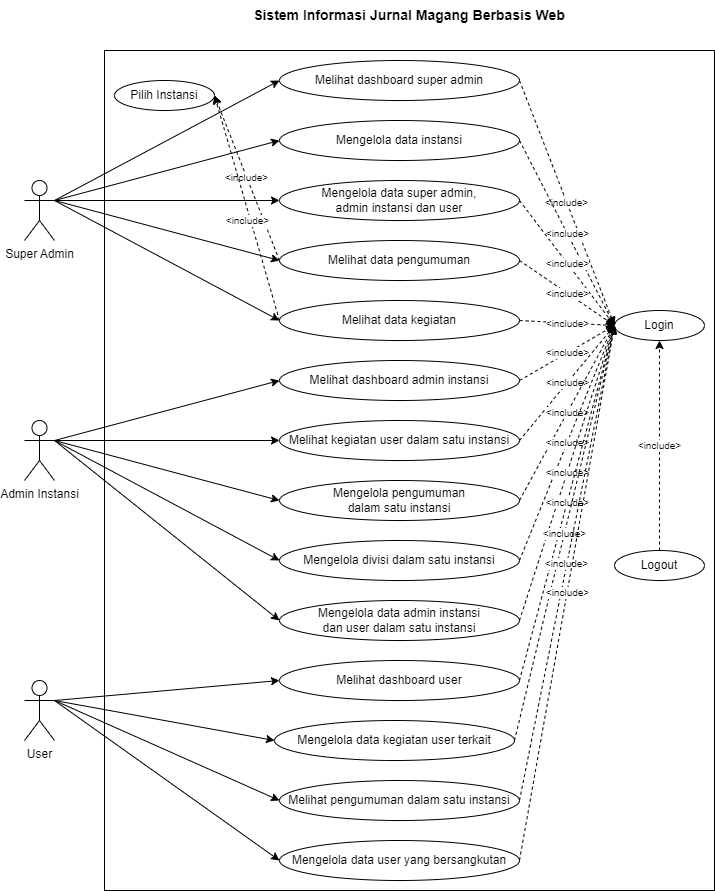 Sistem Informasi Jurnal Magang Berbasis Web
Melihat dashboard super admin
Pilih Instansi
Mengelola data instansi
<include>
Mengelola data super admin,
admin instansi dan user
<include>
<include>
<include>
Super Admin
Melihat data pengumuman
<include>
<include>
Melihat data kegiatan
<include>
Login
<include>
Melihat dashboard admin instansi
<include>
<include>
Melihat kegiatan user dalam satu instansi
<include>
<include>
<include>
Admin Instansi
Mengelola pengumuman
dalam satu instansi
<include>
<include>
Mengelola divisi dalam satu instansi
<include>
Logout
<include>
Mengelola data admin instansi
dan user dalam satu instansi
Melihat dashboard user
Mengelola data kegiatan user terkait
User
Melihat pengumuman dalam satu instansi
Mengelola data user yang bersangkutan